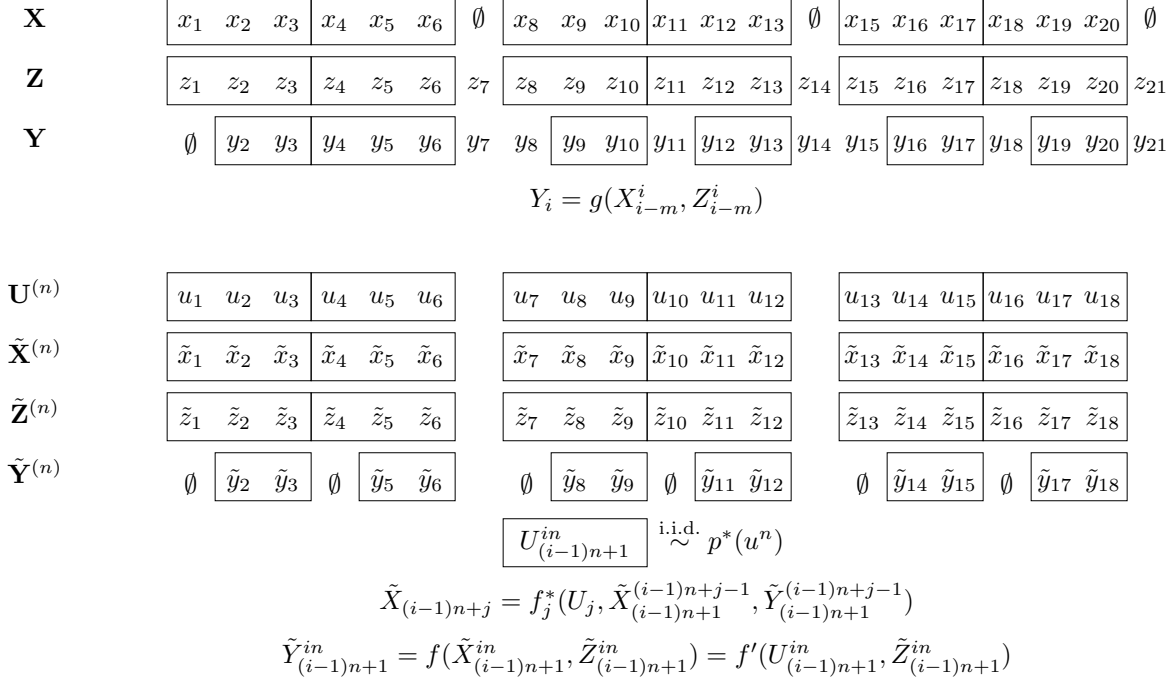 X x₁ x₂ x₃ x₄ x₅ x₆ ∅ x₈ x₉ x₁₀ x₁₁ x₁₂ x₁₃ ∅ x₁₅ x₁₆ x₁₇ x₁₈ x₁₉ x₂₀ ∅
Z z₁ z₂ z₃ z₄ z₅ z₆ z₇ z₈ z₉ z₁₀ z₁₁ z₁₂ z₁₃ z₁₄ z₁₅ z₁₆ z₁₇ z₁₈ z₁₉ z₂₀ z₂₁
Y ∅ y₂ y₃ y₄ y₅ y₆ y₇ y₈ y₉ y₁₀ y₁₁ y₁₂ y₁₃ y₁₄ y₁₅ y₁₆ y₁₇ y₁₈ y₁₉ y₂₀ y₂₁
Y_i = g(X_{i-m}^{i}, Z_{i-m}^{i})
U^{(n)} u₁ u₂ u₃ u₄ u₅ u₆ u₇ u₈ u₉ u₁₀ u₁₁ u₁₂ u₁₃ u₁₄ u₁₅ u₁₆ u₁₇ u₁₈
X̃^{(n)} x̃₁ x̃₂ x̃₃ x̃₄ x̃₅ x̃₆ x̃₇ x̃₈ x̃₉ x̃₁₀ x̃₁₁ x̃₁₂ x̃₁₃ x̃₁₄ x̃₁₅ x̃₁₆ x̃₁₇ x̃₁₈
Z̃^{(n)} z̃₁ z̃₂ z̃₃ z̃₄ z̃₅ z̃₆ z̃₇ z̃₈ z̃₉ z̃₁₀ z̃₁₁ z̃₁₂ z̃₁₃ z̃₁₄ z̃₁₅ z̃₁₆ z̃₁₇ z̃₁₈
Ỹ^{(n)} ∅ ỹ₂ ỹ₃ ∅ ỹ₅ ỹ₆ ∅ ỹ₈ ỹ₉ ∅ ỹ₁₁ ỹ₁₂ ∅ ỹ₁₄ ỹ₁₅ ∅ ỹ₁₇ ỹ₁₈
U_{(i-1)n+1}^{in} i.i.d. ∼ p*(u^n)
X̃_{(i-1)n+j} = f_j^*(U_j, X̃_{(i-1)n+1}^{(i-1)n+j-1}, Ỹ_{(i-1)n+1}^{(i-1)n+j-1})
Ỹ_{(i-1)n+1}^{in} = f(X̃_{(i-1)n+1}^{in}, Z̃_{(i-1)n+1}^{in}) = f′(U_{(i-1)n+1}^{in}, Z̃_{(i-1)n+1}^{in})